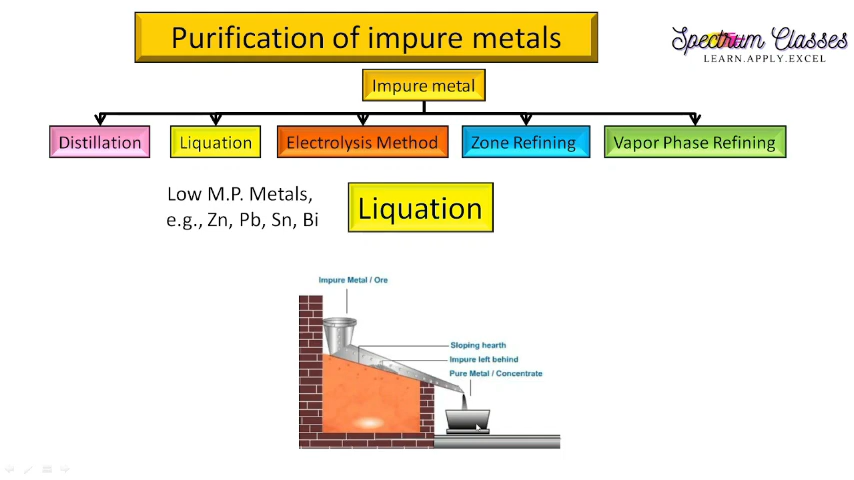 Purification of impure metals
Spectrum Classes
LEARN.APPLY.EXCEL
Impure metal
Distillation
Liquation
Electrolysis Method
Zone Refining
Vapor Phase Refining
Low M.P. Metals,
e.g., Zn, Pb, Sn, Bi
Liquation
Impure Metal / Ore
Sloping hearth
Impure left behind
Pure Metal / Concentrate